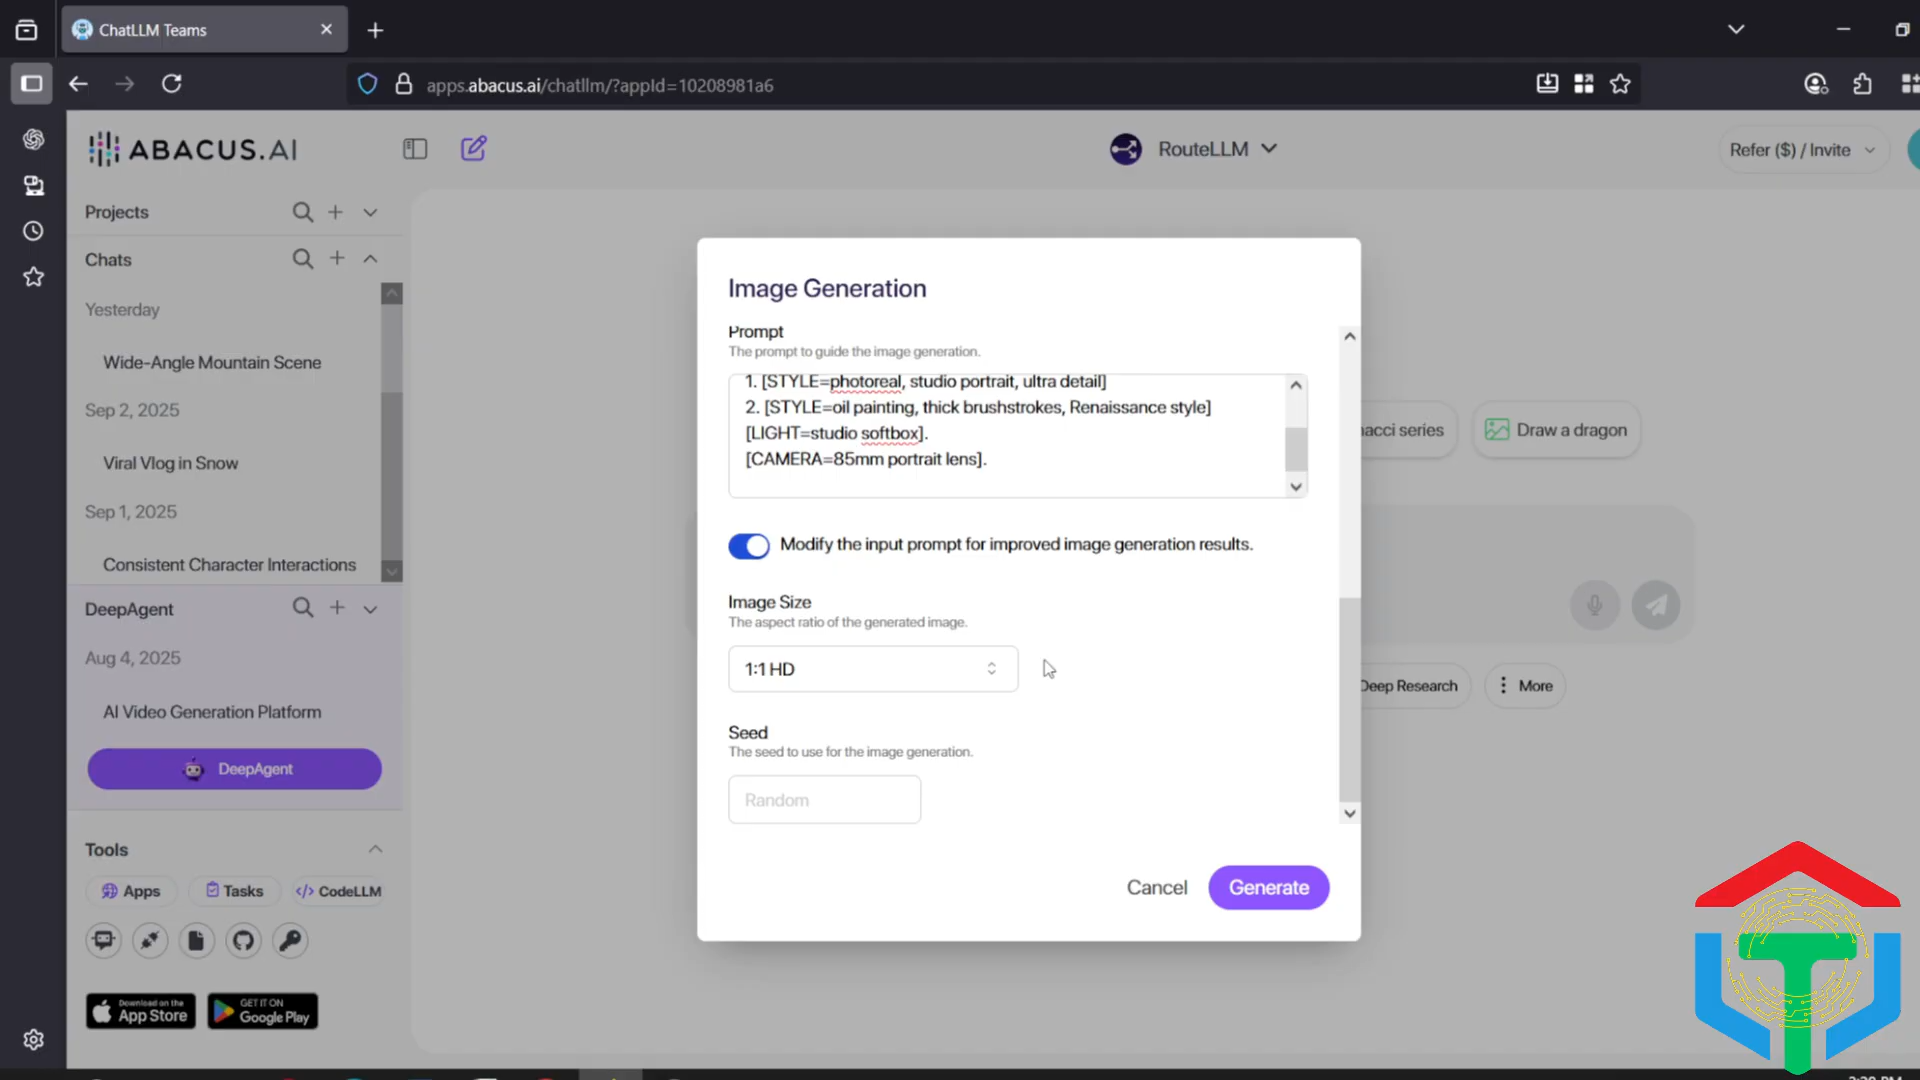 ChatLLM Teams
apps.abacus.ai/chatllm/?appId=10208981a6
ABACUS.AI
RouteLLM
Refer ($) / Invite
Projects
Chats
Yesterday
Wide-Angle Mountain Scene
Sep 2, 2025
Viral Vlog in Snow
Sep 1, 2025
Consistent Character Interactions
DeepAgent
Aug 4, 2025
AI Video Generation Platform
DeepAgent
Tools
Apps
Tasks
</> CodeLLM
Download on the
App Store
GET IT ON
Google Play
Image Generation
Prompt
The prompt to guide the image generation.
1. [STYLE=photoreal, studio portrait, ultra detail]
2. [STYLE=oil painting, thick brushstrokes, Renaissance style]
[LIGHT=studio softbox].
[CAMERA=85mm portrait lens].
Modify the input prompt for improved image generation results.
Image Size
The aspect ratio of the generated image.
1:1 HD
Seed
The seed to use for the image generation.
Random
Cancel
Generate
nacci series
Draw a dragon
Deep Research
More